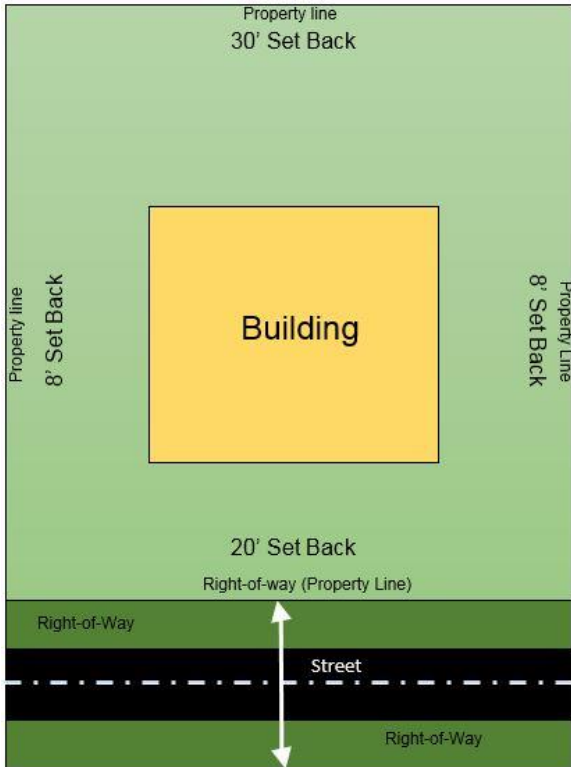 Property line
30’ Set Back
Property line
8’ Set Back
Building
8’ Set Back
Property Line
20’ Set Back
Right-of-way (Property Line)
Right-of-Way
Street
Right-of-Way